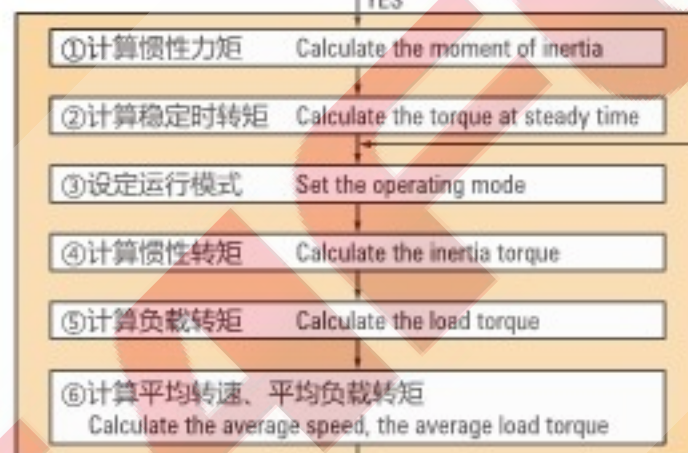 YES
①计算惯性力矩 Calculate the moment of inertia
②计算稳定时转矩 Calculate the torque at steady time
③设定运行模式 Set the operating mode
④计算惯性转矩 Calculate the inertia torque
⑤计算负载转矩 Calculate the load torque
⑥计算平均转速、平均负载转矩
Calculate the average speed, the average load torque